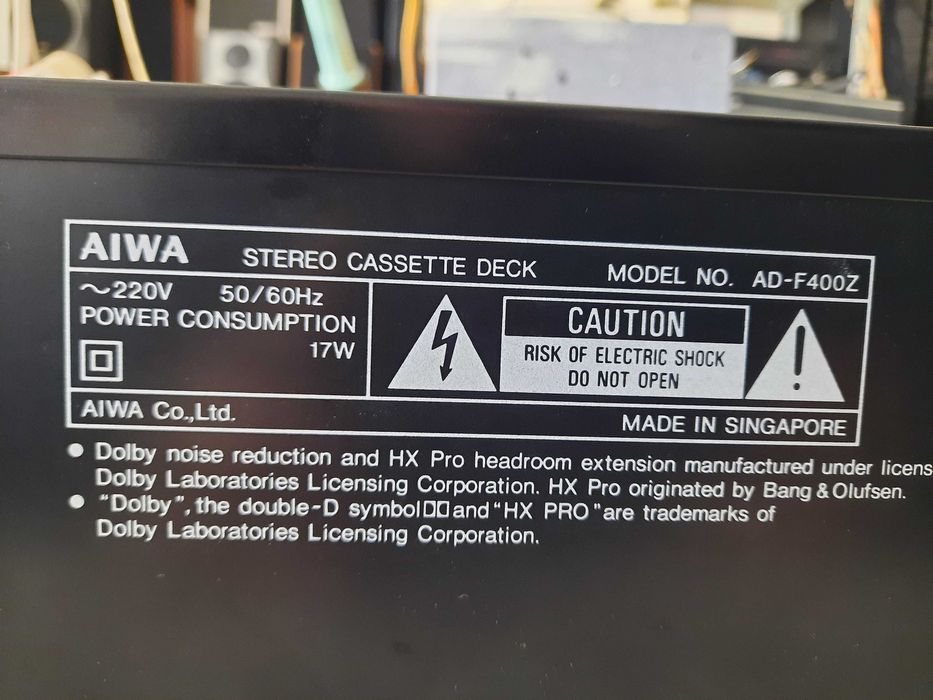 AIWA STEREO CASSETTE DECK MODEL NO. AD-F400Z
~220V 50/60Hz
POWER CONSUMPTION
17W
CAUTION
RISK OF ELECTRIC SHOCK
DO NOT OPEN
AIWA Co.,Ltd. MADE IN SINGAPORE
● Dolby noise reduction and HX Pro headroom extension manufactured under licens
Dolby Laboratories Licensing Corporation. HX Pro originated by Bang & Olufsen.
● “Dolby”, the double-D symbol and “HX PRO” are trademarks of
Dolby Laboratories Licensing Corporation.